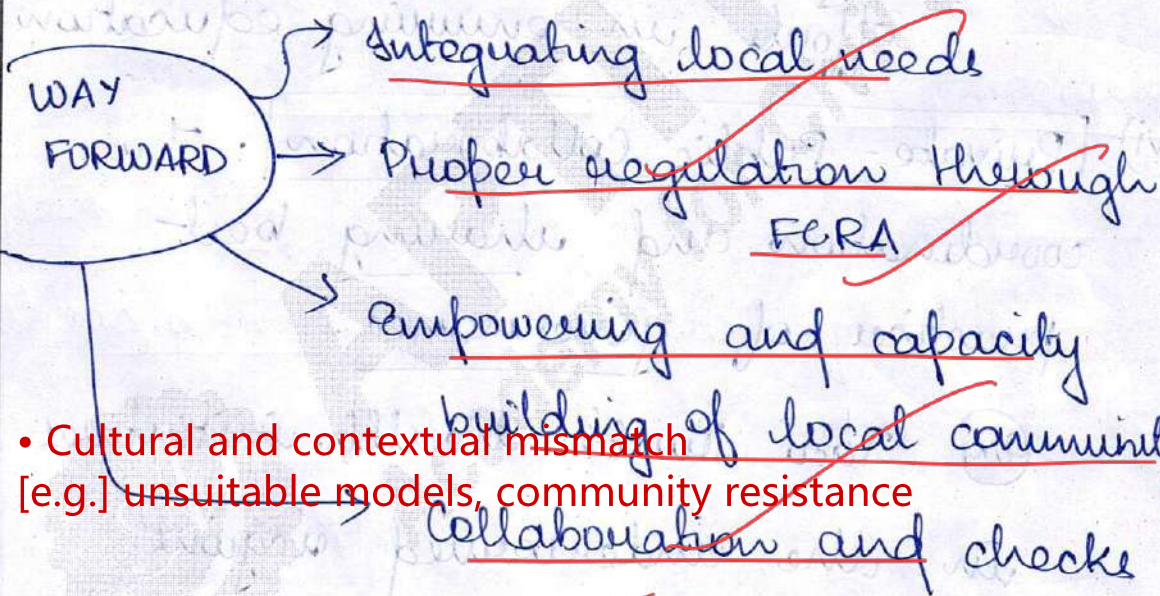 WAY
FORWARD
Integrating local needs
Proper regulation through
FCRA
Empowering and capacity
building of local
• Cultural and contextual mismatch
[e.g.] unsuitable models, community resistance
Collaboration and checks